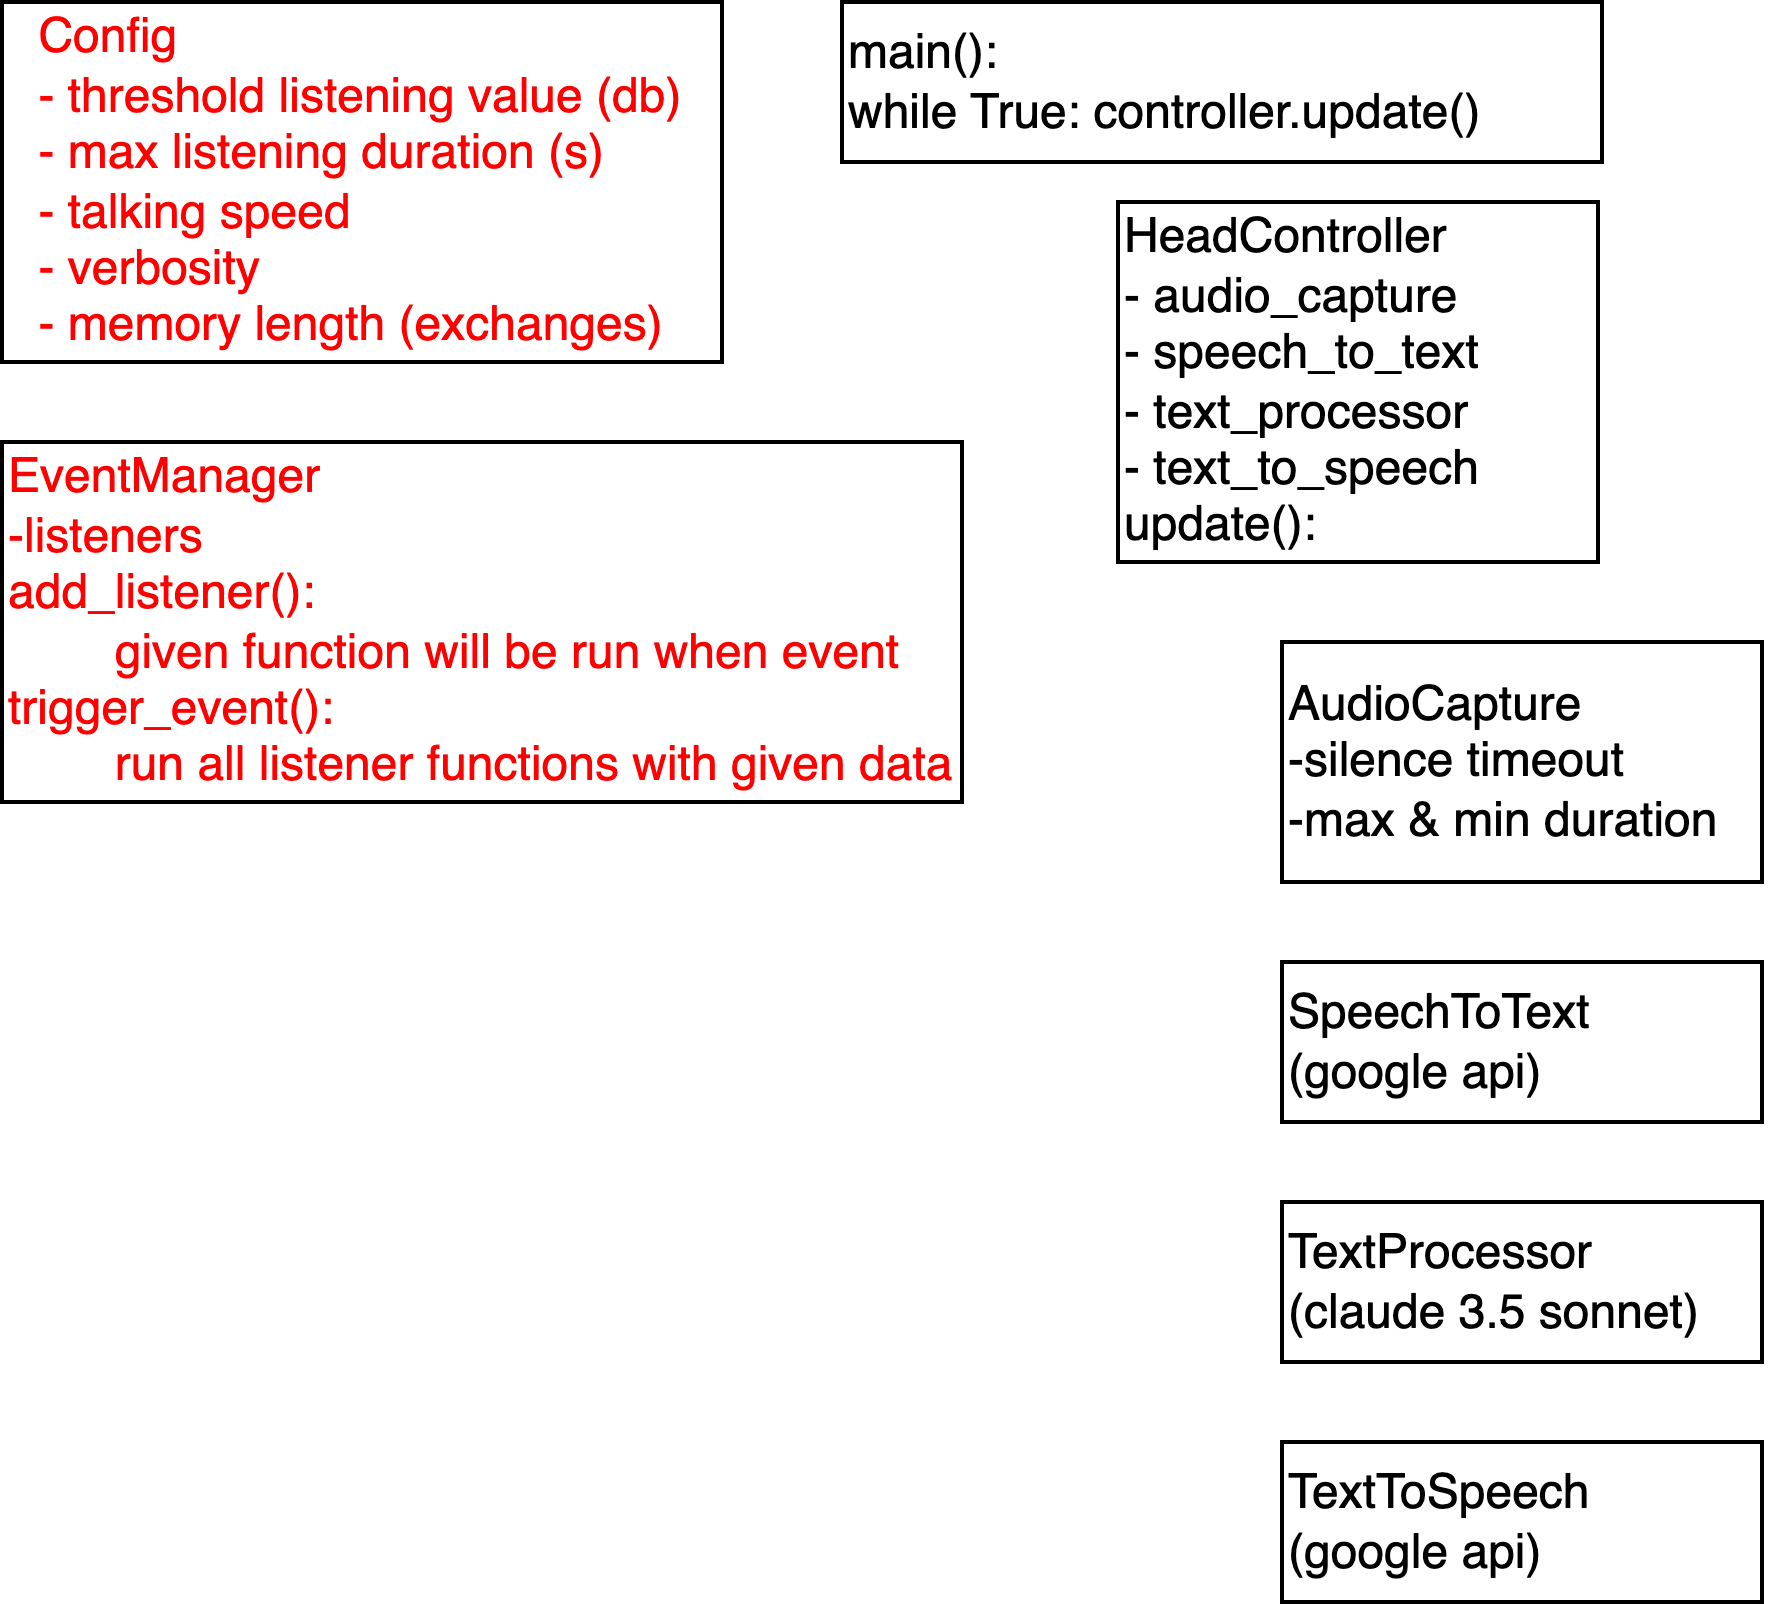 Config
- threshold listening value (db)
- max listening duration (s)
- talking speed
- verbosity
- memory length (exchanges)
main():
while True: controller.update()
HeadController
- audio_capture
- speech_to_text
- text_processor
- text_to_speech
update():
EventManager
-listeners
add_listener():
given function will be run when event
trigger_event():
run all listener functions with given data
AudioCapture
-silence timeout
-max & min duration
SpeechToText
(google api)
TextProcessor
(claude 3.5 sonnet)
TextToSpeech
(google api)